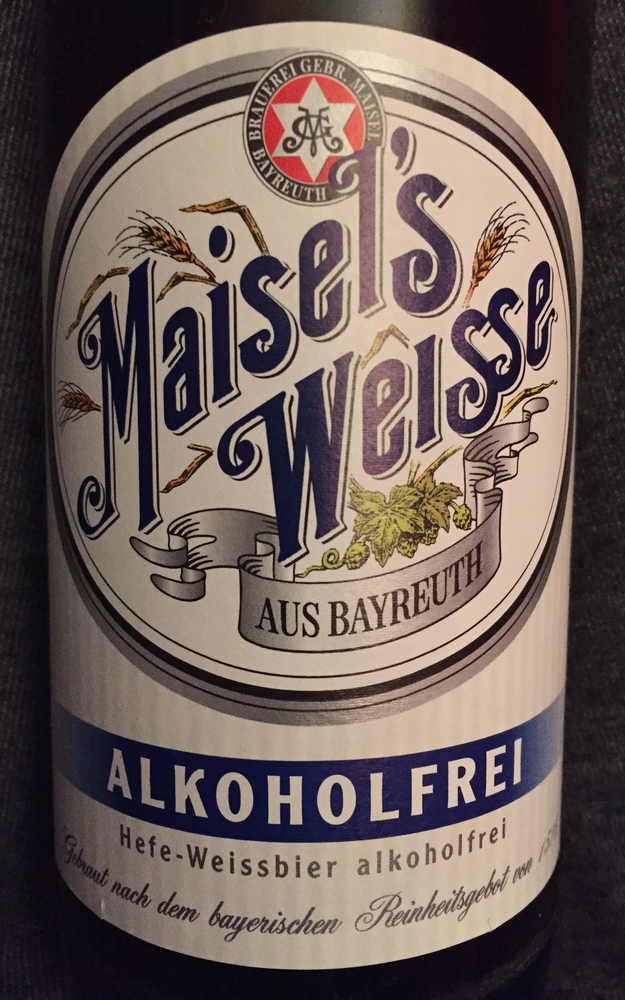 BRAUEREI GEBR. MAISEL
BAYREUTH
Maisel's
Weisse
AUS BAYREUTH
ALKOHOLFREI
Hefe-Weissbier alkoholfrei
Gebraut nach dem bayerischen Reinheitsgebot von